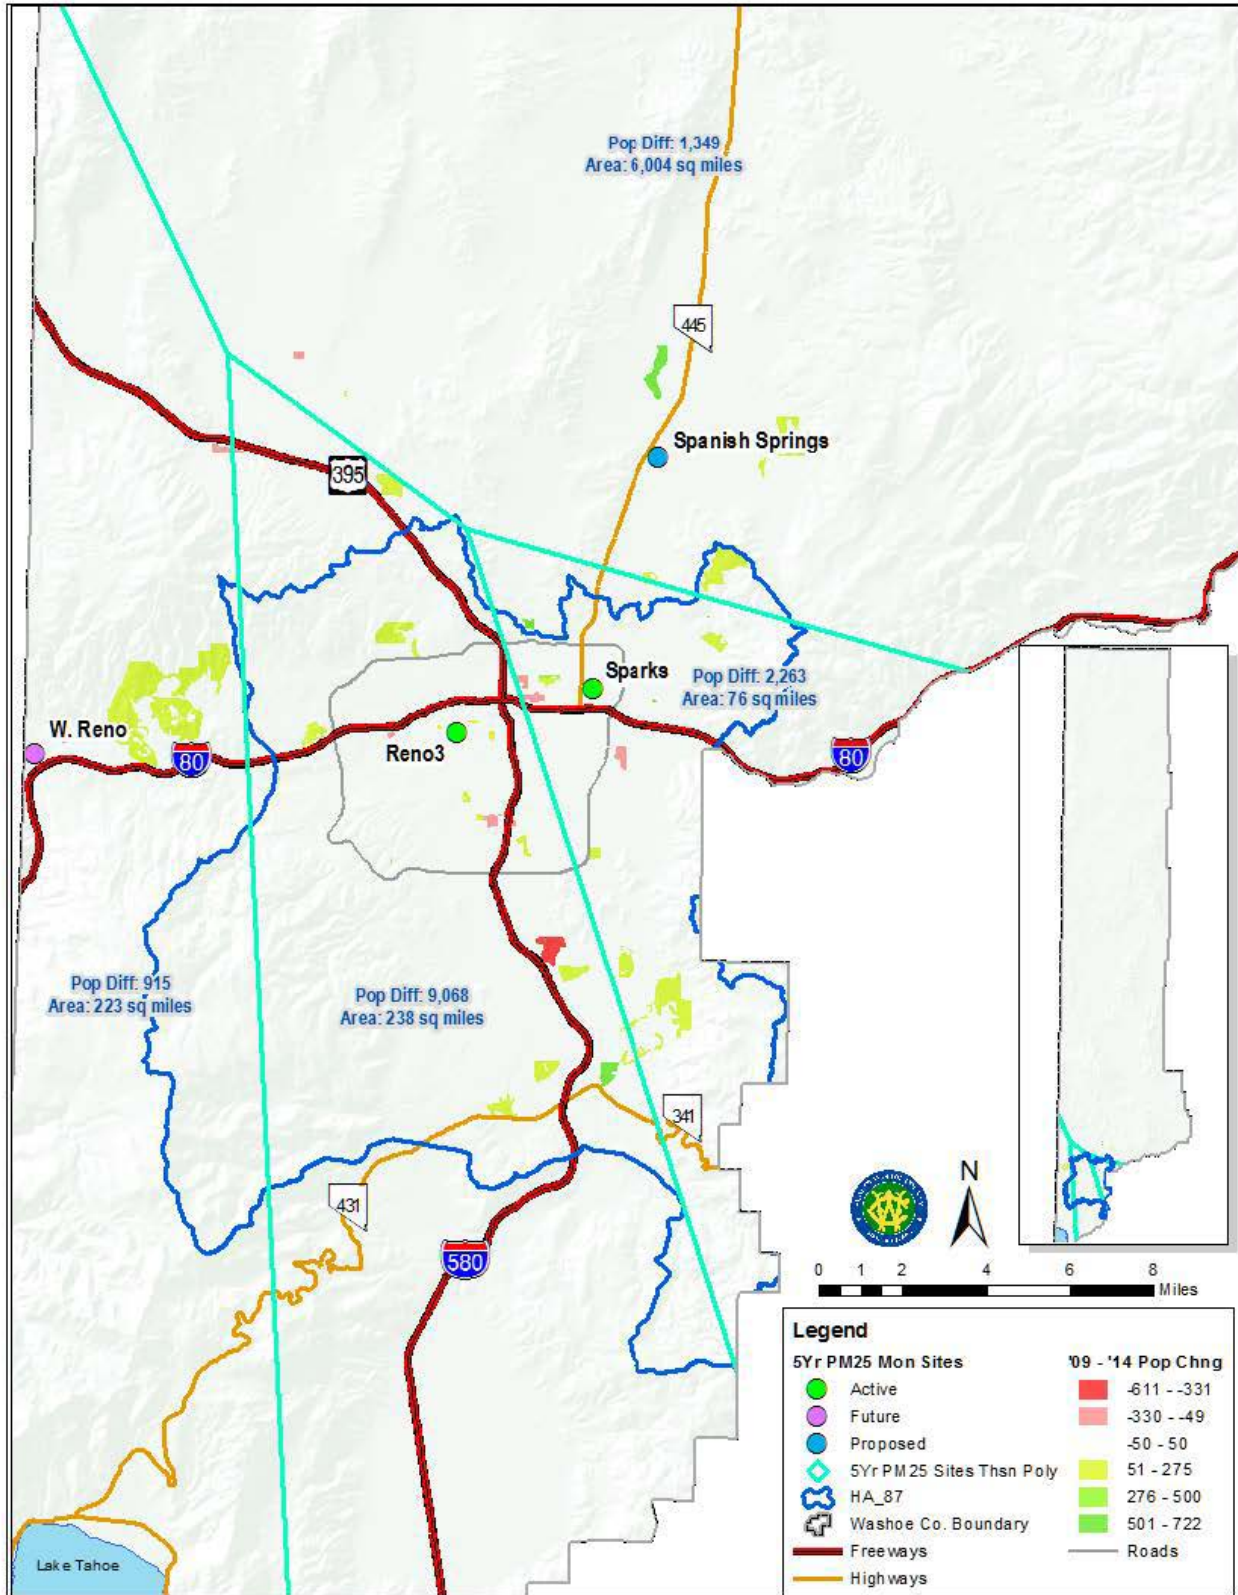 Pop Diff: 1,349
Area: 6,004 sq miles
445
Spanish Springs
395
Sparks
Pop Diff: 2,263
Area: 76 sq miles
W. Reno
80
Reno3
80
Pop Diff: 915
Area: 223 sq miles
Pop Diff: 9,068
Area: 238 sq miles
341
431
N
580
0 1 2 4 6 8
Miles
Lake Tahoe
Legend
5Yr PM25 Mon Sites
Active
Future
Proposed
5Yr PM25 Sites Thsn Poly
HA_87
Washoe Co. Boundary
Freeways
Highways
'09 - '14 Pop Chng
-611 - -331
-330 - -49
-50 - 50
51 - 275
276 - 500
501 - 722
Roads